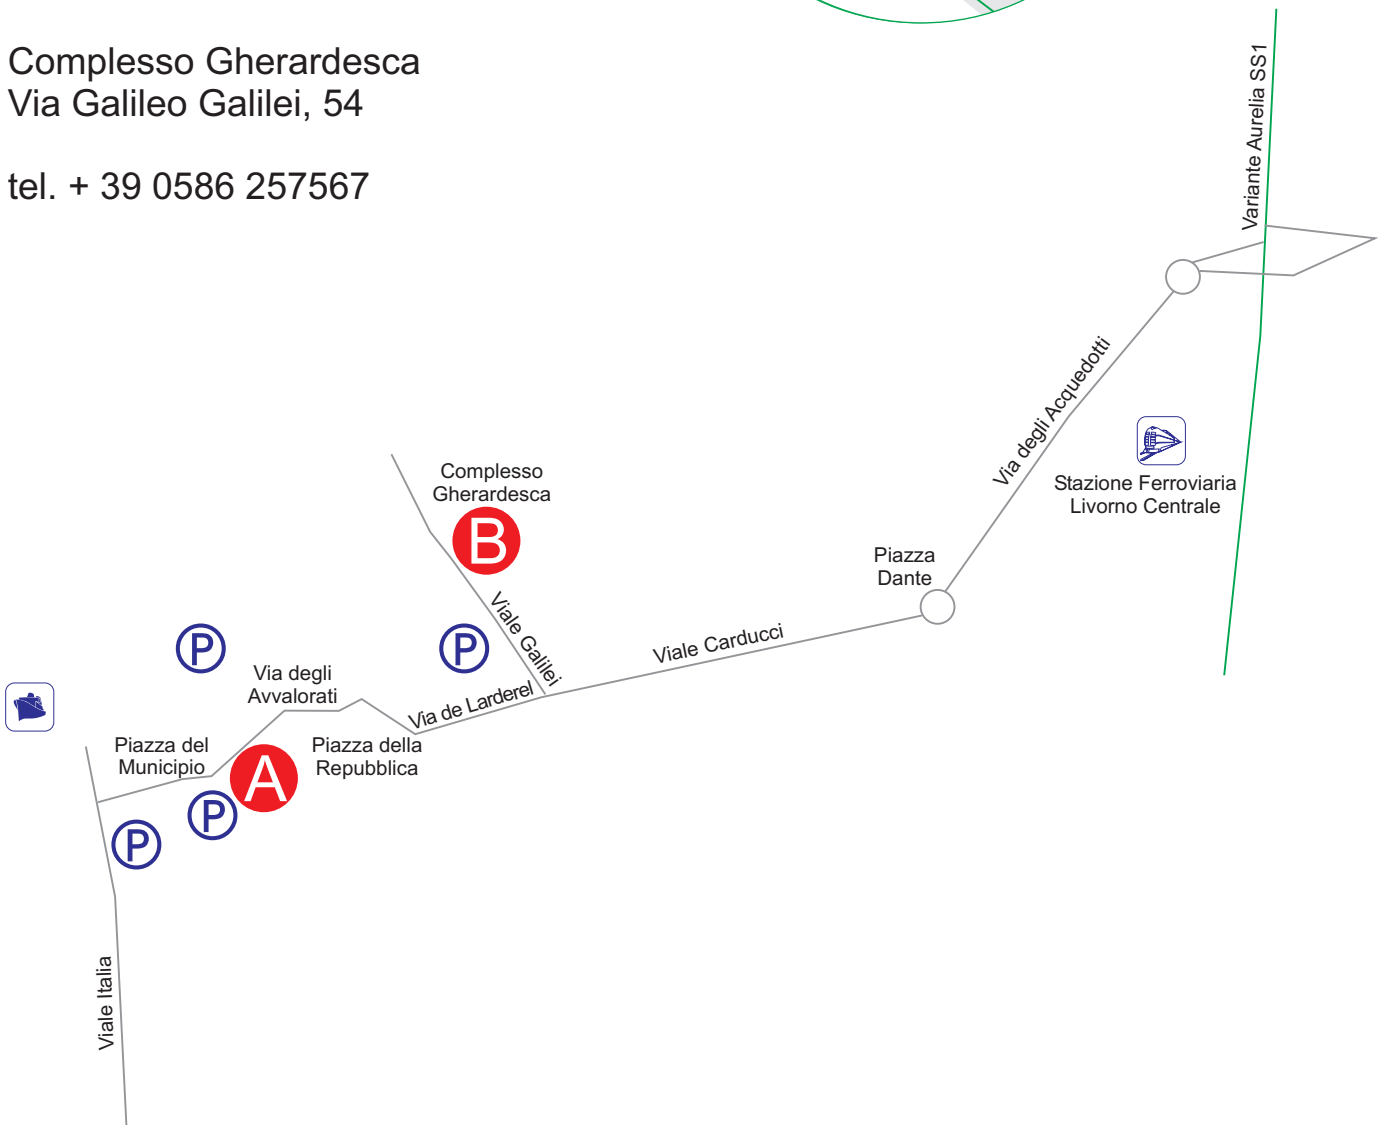 Complesso Gherardesca
Via Galileo Galilei, 54
tel. + 39 0586 257567
Variante Aurelia SS1
Via degli Acquedotti
Stazione Ferroviaria
Livorno Centrale
Complesso
Gherardesca
B
Piazza
Dante
Viale Galilei
P
P
Viale Carducci
Via degli
Avvalorati
Via de Larderel
Piazza del
Municipio
Piazza della
Repubblica
A
P
P
Viale Italia